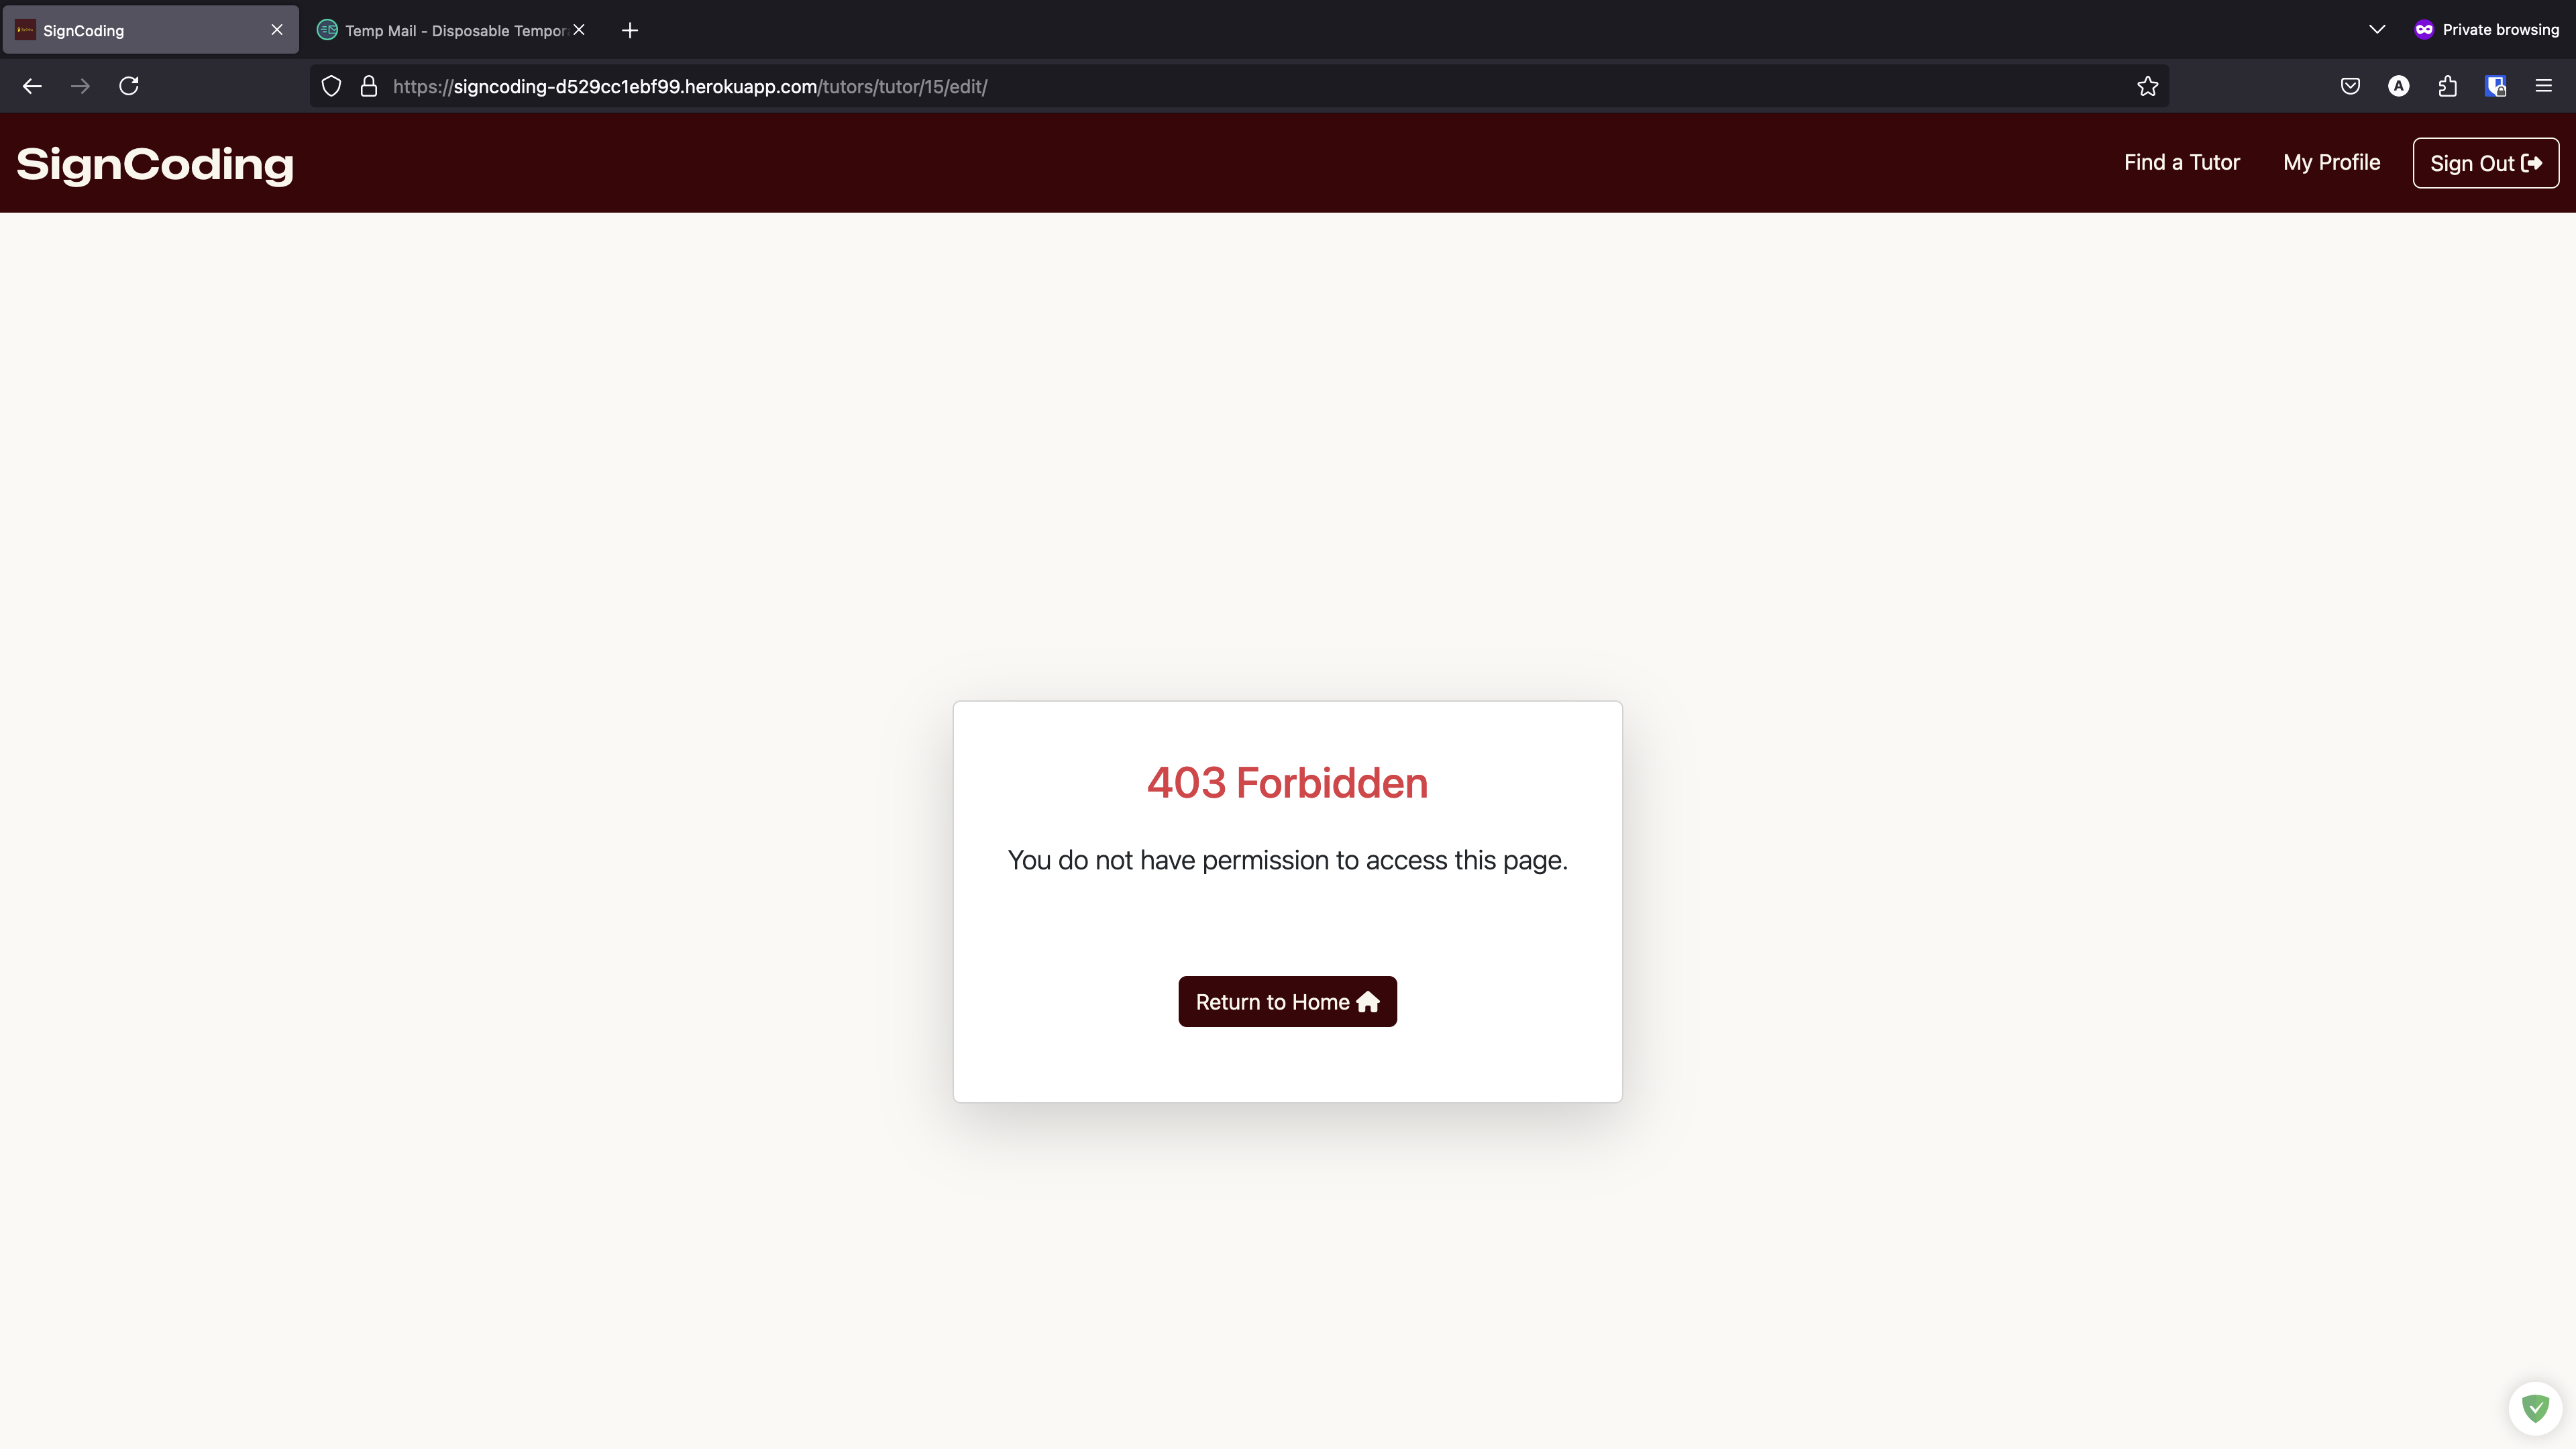 SignCoding
Temp Mail - Disposable Tempor
Private browsing
https://signcoding-d529cc1ebf99.herokuapp.com/tutors/tutor/15/edit/
A
SignCoding
Find a Tutor
My Profile
Sign Out
403 Forbidden
You do not have permission to access this page.
Return to Home